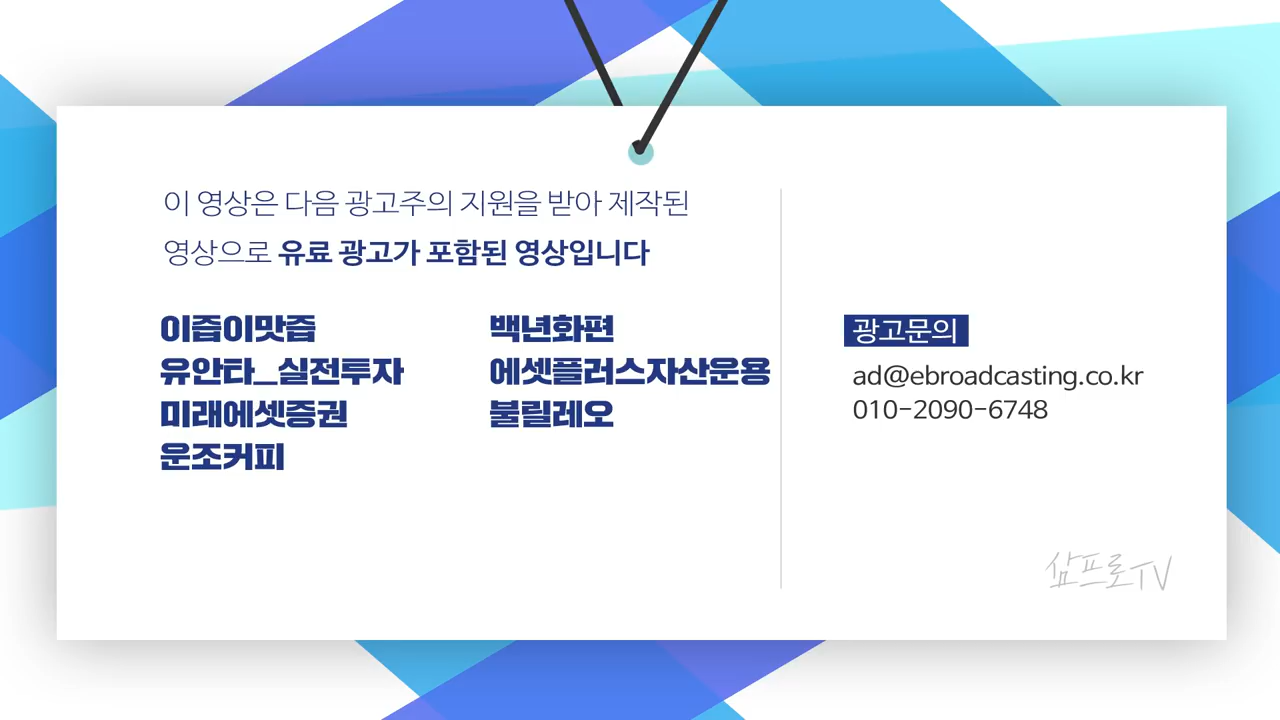 이 영상은 다음 광고주의 지원을 받아 제작된
영상으로 유료 광고가 포함된 영상입니다
이즙이맛즙
유안타_실전투자
미래에셋증권
운조커피
백년화편
에셋플러스자산운용
불릴레오
광고문의
ad@ebroadcasting.co.kr
010-2090-6748
삼프로TV